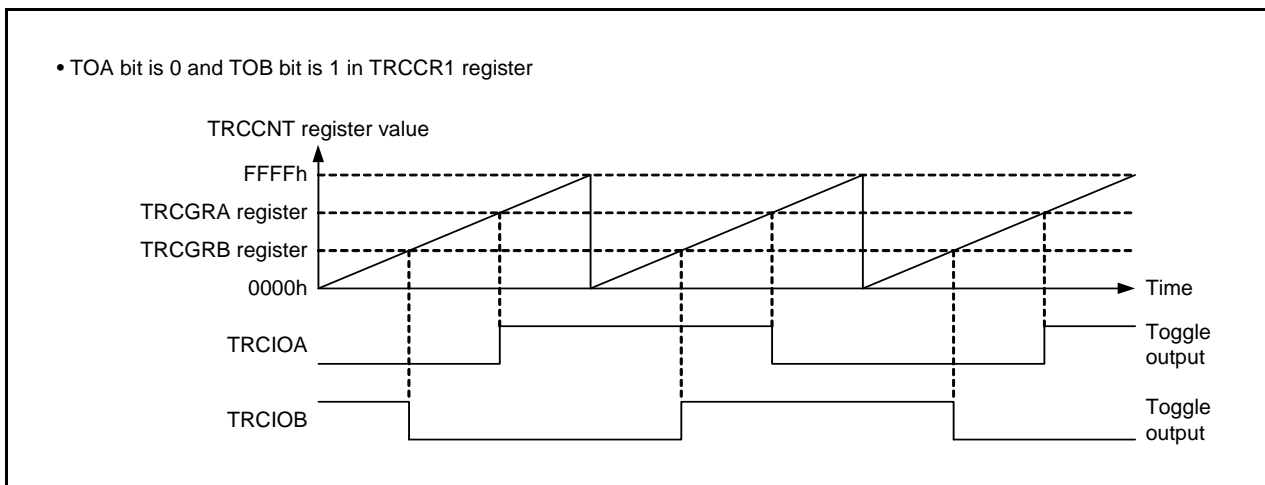 • TOA bit is 0 and TOB bit is 1 in TRCCR1 register
TRCCNT register value
FFFFh
TRCGRA register
TRCGRB register
0000h
Time
TRCIOA
Toggle
output
TRCIOB
Toggle
output